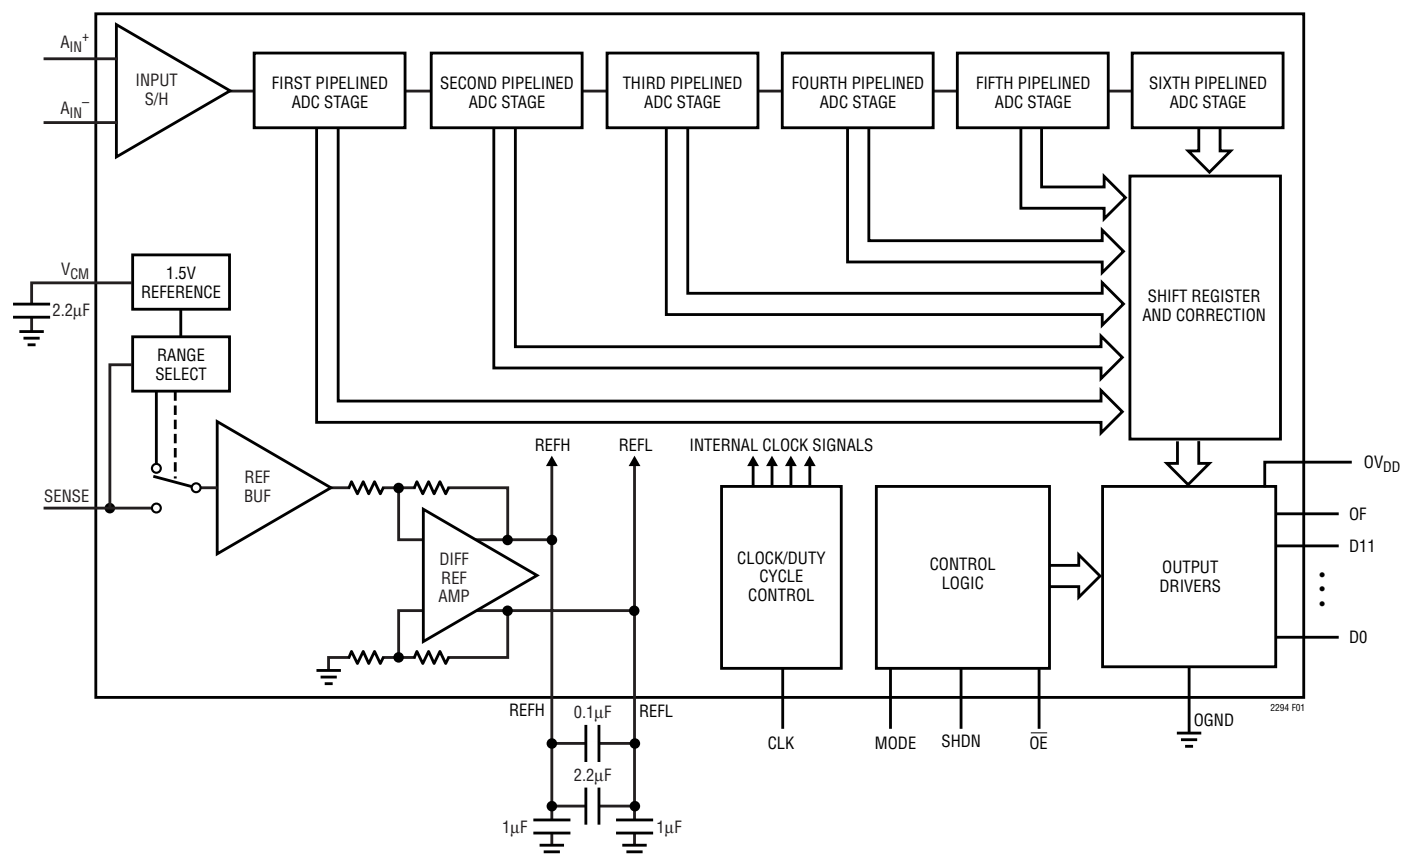 AIN+
AIN–
INPUT
S/H
FIRST PIPELINED
ADC STAGE
SECOND PIPELINED
ADC STAGE
THIRD PIPELINED
ADC STAGE
FOURTH PIPELINED
ADC STAGE
FIFTH PIPELINED
ADC STAGE
SIXTH PIPELINED
ADC STAGE
VCM
2.2µF
1.5V
REFERENCE
RANGE
SELECT
SHIFT REGISTER
AND CORRECTION
SENSE
REF
BUF
DIFF
REF
AMP
REFH
REFL
INTERNAL CLOCK SIGNALS
CLOCK/DUTY
CYCLE
CONTROL
CONTROL
LOGIC
OUTPUT
DRIVERS
OVDD
OF
D11
D0
REFH
0.1µF
REFL
2.2µF
1µF
1µF
CLK
MODE
SHDN
O̅E̅
OGND
2294 F01